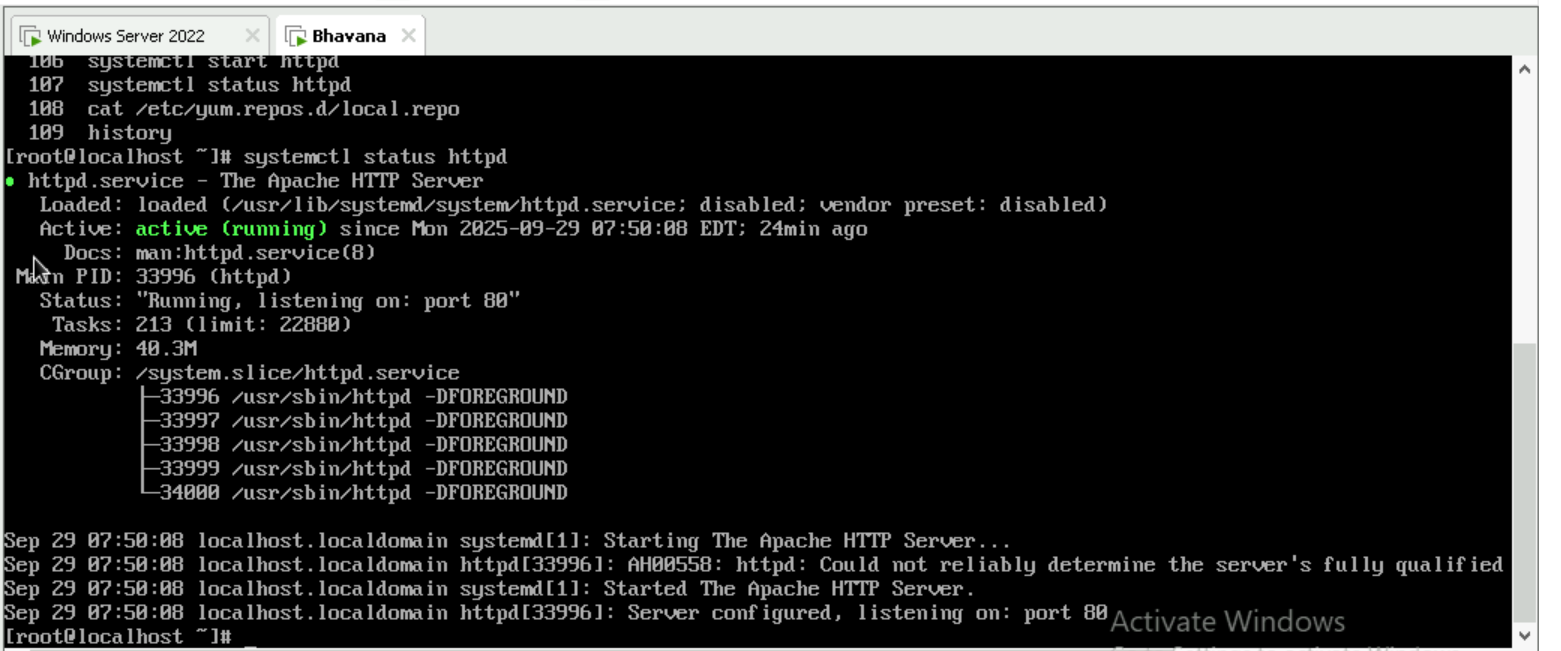 Windows Server 2022
Bhavana
106 systemctl start httpd
107 systemctl status httpd
108 cat /etc/yum.repos.d/local.repo
109 history
[root@localhost ~]# systemctl status httpd
● httpd.service - The Apache HTTP Server
Loaded: loaded (/usr/lib/systemd/system/httpd.service; disabled; vendor preset: disabled)
Active: active (running) since Mon 2025-09-29 07:50:08 EDT; 24min ago
Docs: man:httpd.service(8)
Main PID: 33996 (httpd)
Status: "Running, listening on: port 80"
Tasks: 213 (limit: 22880)
Memory: 40.3M
CGroup: /system.slice/httpd.service
├─33996 /usr/sbin/httpd -DFOREGROUND
├─33997 /usr/sbin/httpd -DFOREGROUND
├─33998 /usr/sbin/httpd -DFOREGROUND
├─33999 /usr/sbin/httpd -DFOREGROUND
└─34000 /usr/sbin/httpd -DFOREGROUND
Sep 29 07:50:08 localhost.localdomain systemd[1]: Starting The Apache HTTP Server...
Sep 29 07:50:08 localhost.localdomain httpd[33996]: AH00558: httpd: Could not reliably determine the server's fully qualified
Sep 29 07:50:08 localhost.localdomain systemd[1]: Started The Apache HTTP Server.
Sep 29 07:50:08 localhost.localdomain httpd[33996]: Server configured, listening on: port 80
Activate Windows
[root@localhost ~]#